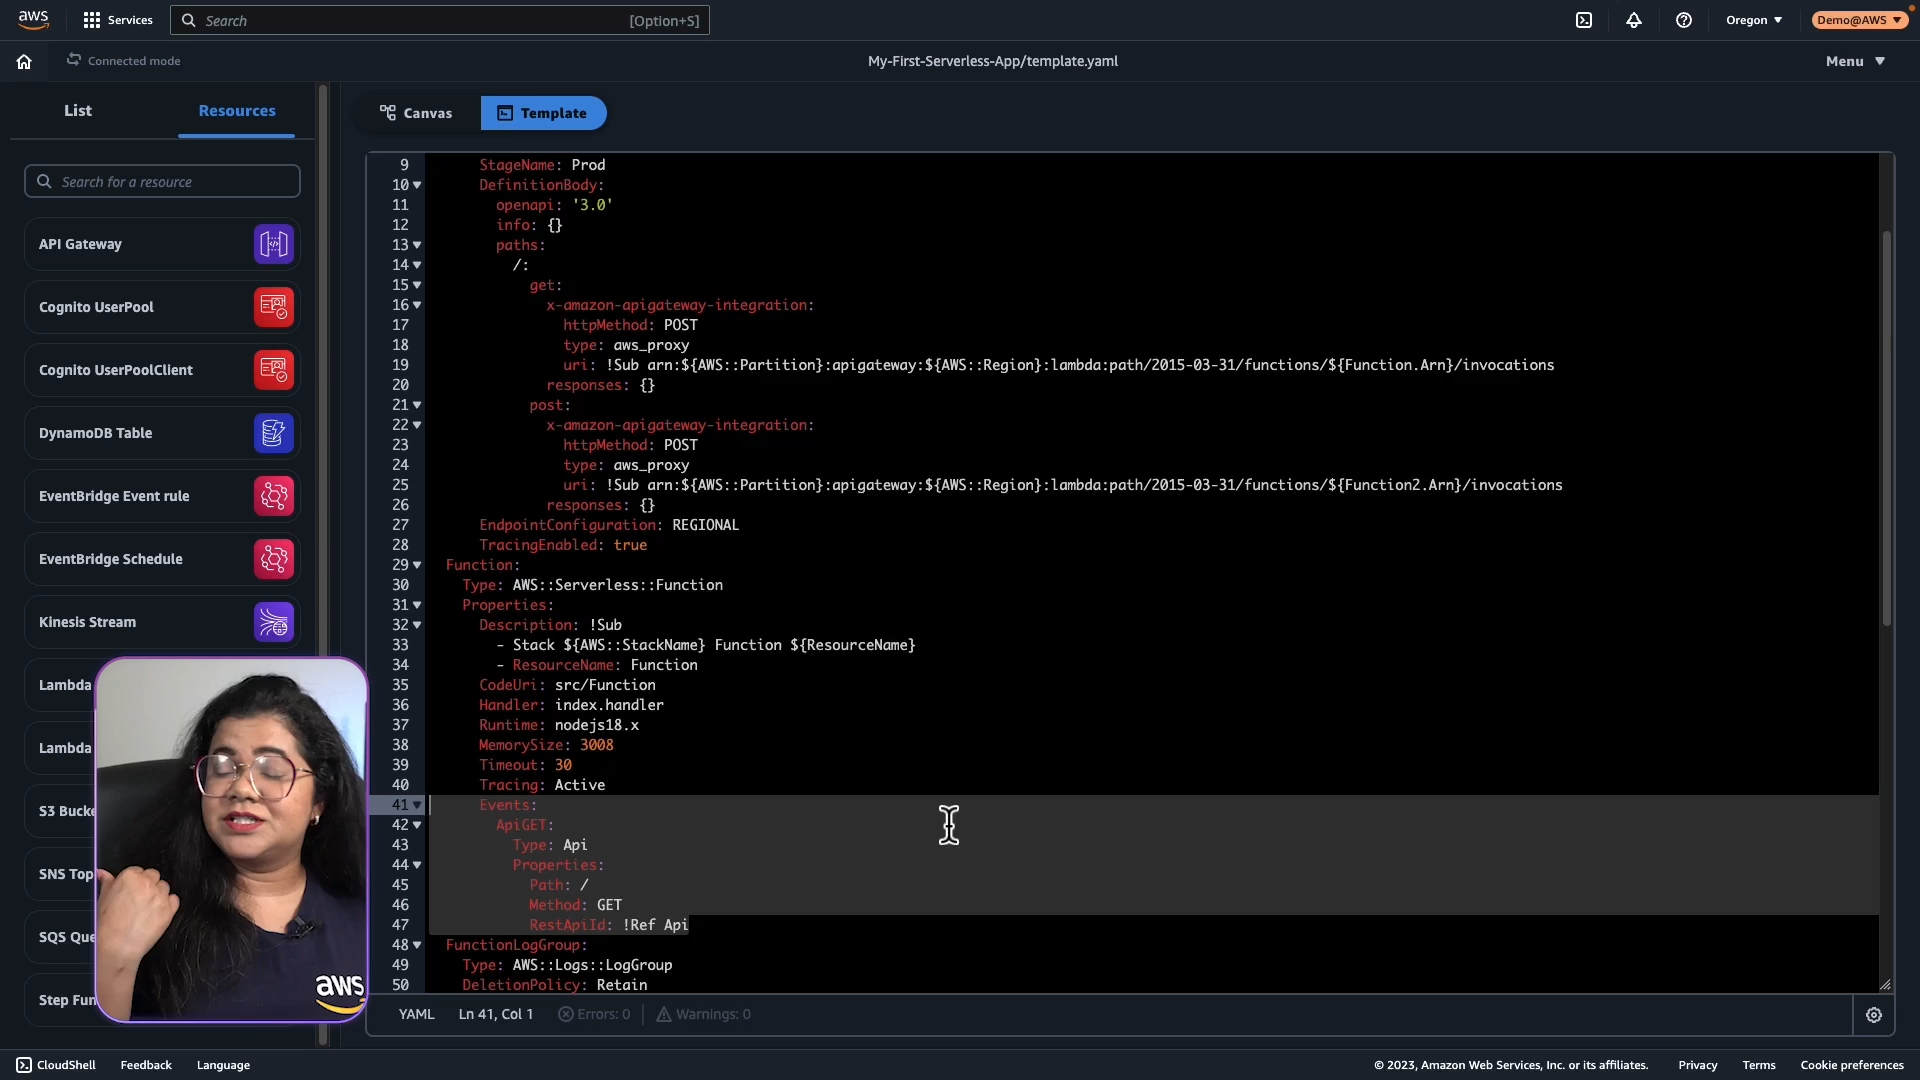 aws
Services
Search
[Option+S]
Oregon
Demo@AWS
Connected mode
My-First-Serverless-App/template.yaml
Menu
List
Resources
Search for a resource
API Gateway
Cognito UserPool
Cognito UserPoolClient
DynamoDB Table
EventBridge Event rule
EventBridge Schedule
Kinesis Stream
Lambda
Lambda
S3 Bucke
SNS Top
SQS Que
Step Fun
aws
Canvas
Template
9 StageName: Prod
10 DefinitionBody:
11 openapi: '3.0'
12 info: {}
13 paths:
14 /:
15 get:
16 x-amazon-apigateway-integration:
17 httpMethod: POST
18 type: aws_proxy
19 uri: !Sub arn:${AWS::Partition}:apigateway:${AWS::Region}:lambda:path/2015-03-31/functions/${Function.Arn}/invocations
20 responses: {}
21 post:
22 x-amazon-apigateway-integration:
23 httpMethod: POST
24 type: aws_proxy
25 uri: !Sub arn:${AWS::Partition}:apigateway:${AWS::Region}:lambda:path/2015-03-31/functions/${Function2.Arn}/invocations
26 responses: {}
27 EndpointConfiguration: REGIONAL
28 TracingEnabled: true
29 Function:
30 Type: AWS::Serverless::Function
31 Properties:
32 Description: !Sub
33 - Stack ${AWS::StackName} Function ${ResourceName}
34 - ResourceName: Function
35 CodeUri: src/Function
36 Handler: index.handler
37 Runtime: nodejs18.x
38 MemorySize: 3008
39 Timeout: 30
40 Tracing: Active
41 Events:
42 ApiGET:
43 Type: Api
44 Properties:
45 Path: /
46 Method: GET
47 RestApiId: !Ref Api
48 FunctionLogGroup:
49 Type: AWS::Logs::LogGroup
50 DeletionPolicy: Retain
YAML Ln 41, Col 1 Errors: 0 Warnings: 0
CloudShell Feedback Language
© 2023, Amazon Web Services, Inc. or its affiliates. Privacy Terms Cookie preferences